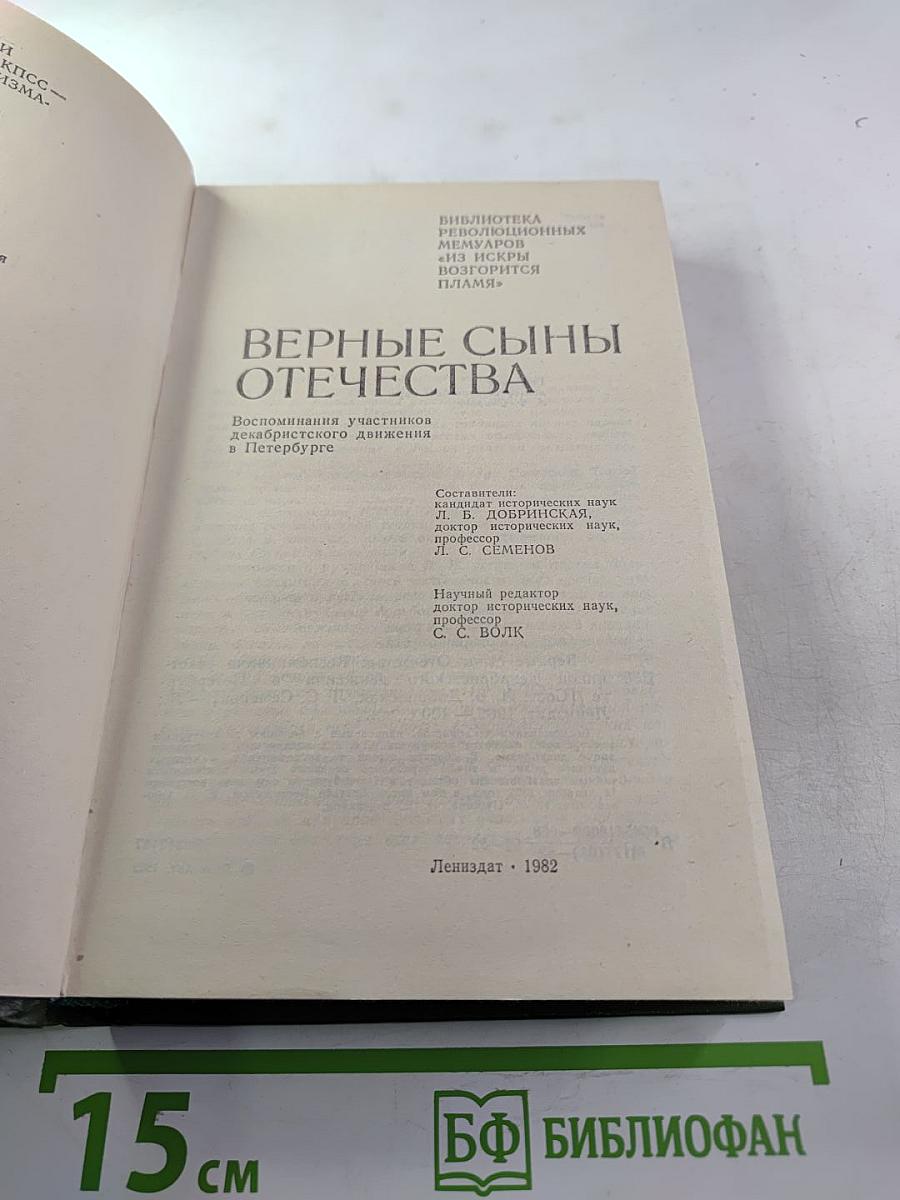 И
КПСС—
ИЗМА-
я
БИБЛИОТЕКА
РЕВОЛЮЦИОННЫХ
МЕМУАРОВ
«ИЗ ИСКРЫ
ВОЗГОРИТСЯ
ПЛАМЯ»
ВЕРНЫЕ СЫНЫ
ОТЕЧЕСТВА
Воспоминания участников
декабристского движения
в Петербурге
Составители:
кандидат исторических наук
Л. Б. ДОБРИНСКАЯ,
доктор исторических наук,
профессор
Л. С. СЕМЕНОВ
Научный редактор
доктор исторических наук,
профессор
С. С. ВОЛК
Лениздат • 1982
15 см
БФ БИБЛИОФАН